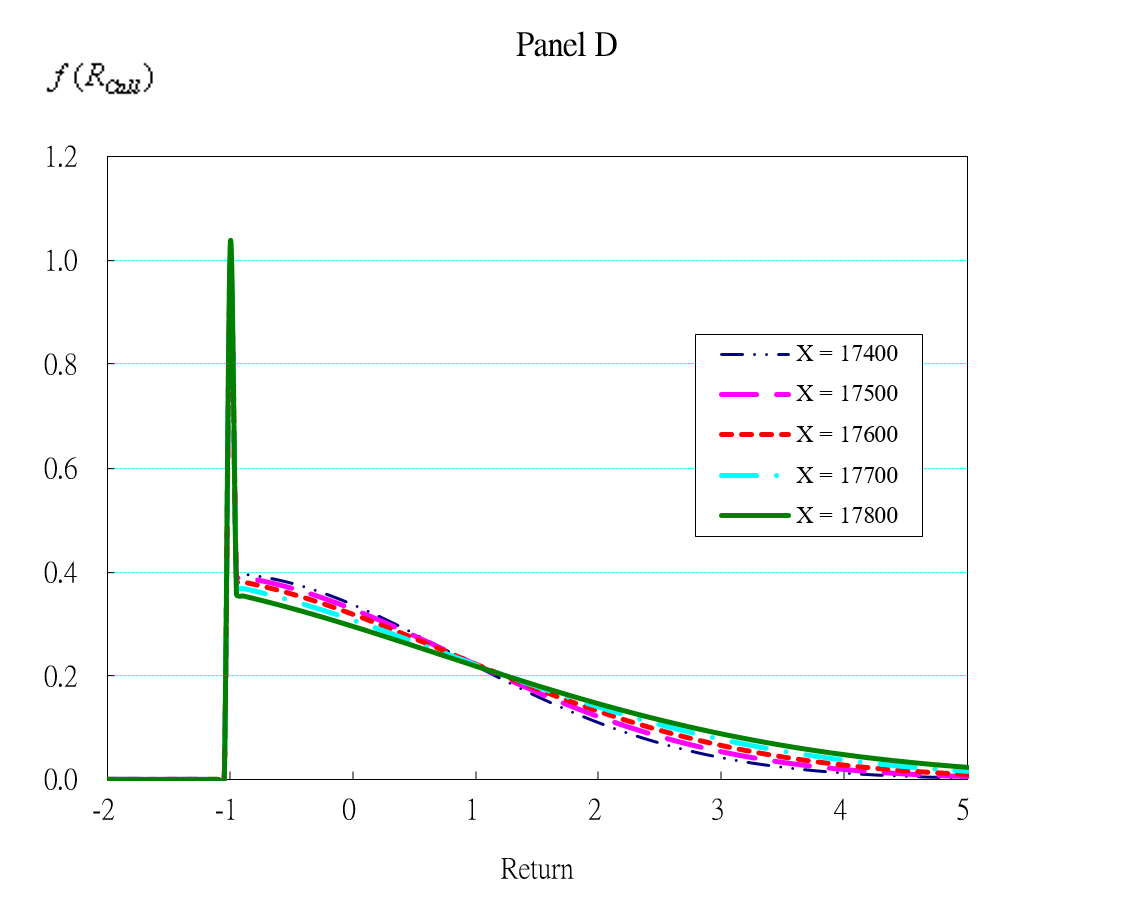 Panel D
f(R_Call)
1.2
1.0
0.8
0.6
0.4
0.2
0.0
X = 17400
X = 17500
X = 17600
X = 17700
X = 17800
-2 -1 0 1 2 3 4 5
Return